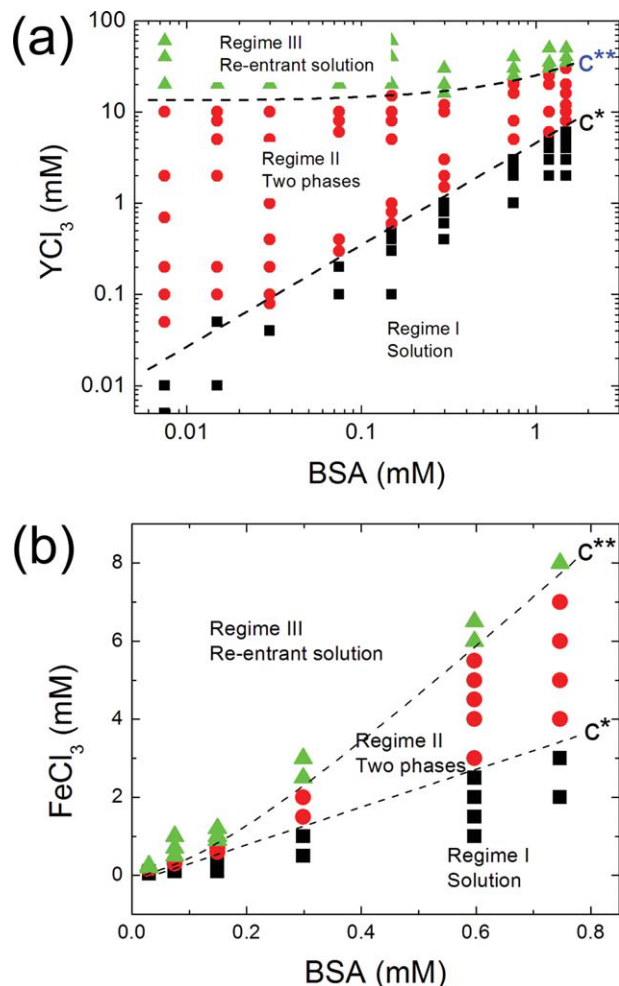 (a)
100
10
1
0.1
0.01
YCl₃ (mM)
Regime III
Re-entrant solution
C**
C*
Regime II
Two phases
Regime I
Solution
0.01
0.1
1
BSA (mM)
(b)
8
6
4
2
0
FeCl₃ (mM)
C**
Regime III
Re-entrant solution
C*
Regime II
Two phases
Regime I
Solution
0.0
0.2
0.4
0.6
0.8
BSA (mM)